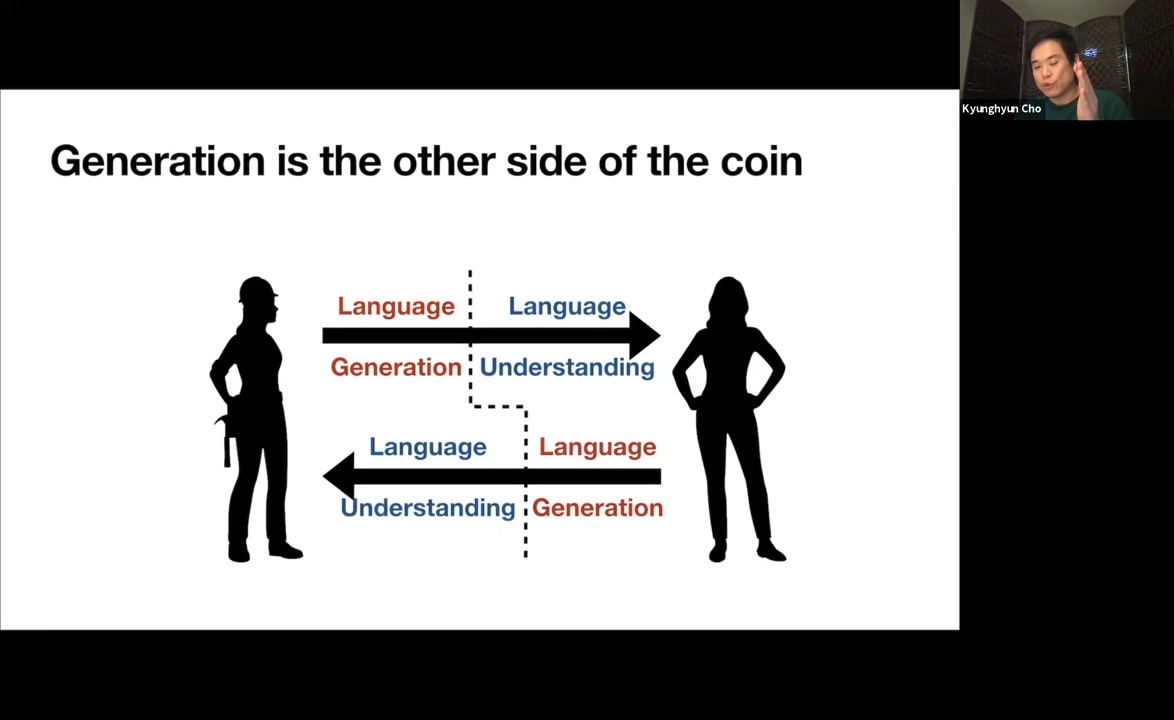 Generation is the other side of the coin
Kyunghyun Cho
Language Language
Generation Understanding
Language Language
Understanding Generation